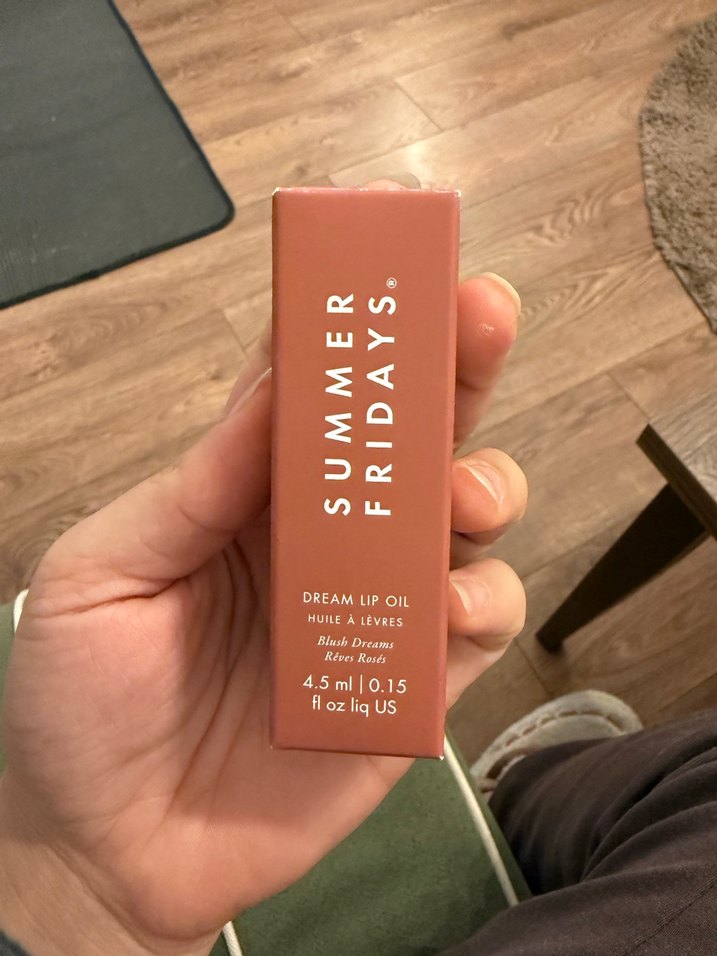 SUMMER
FRIDAYS®
DREAM LIP OIL
HUILE À LÈVRES
Blush Dreams
Rêves Rosés
4.5 ml | 0.15
fl oz liq US